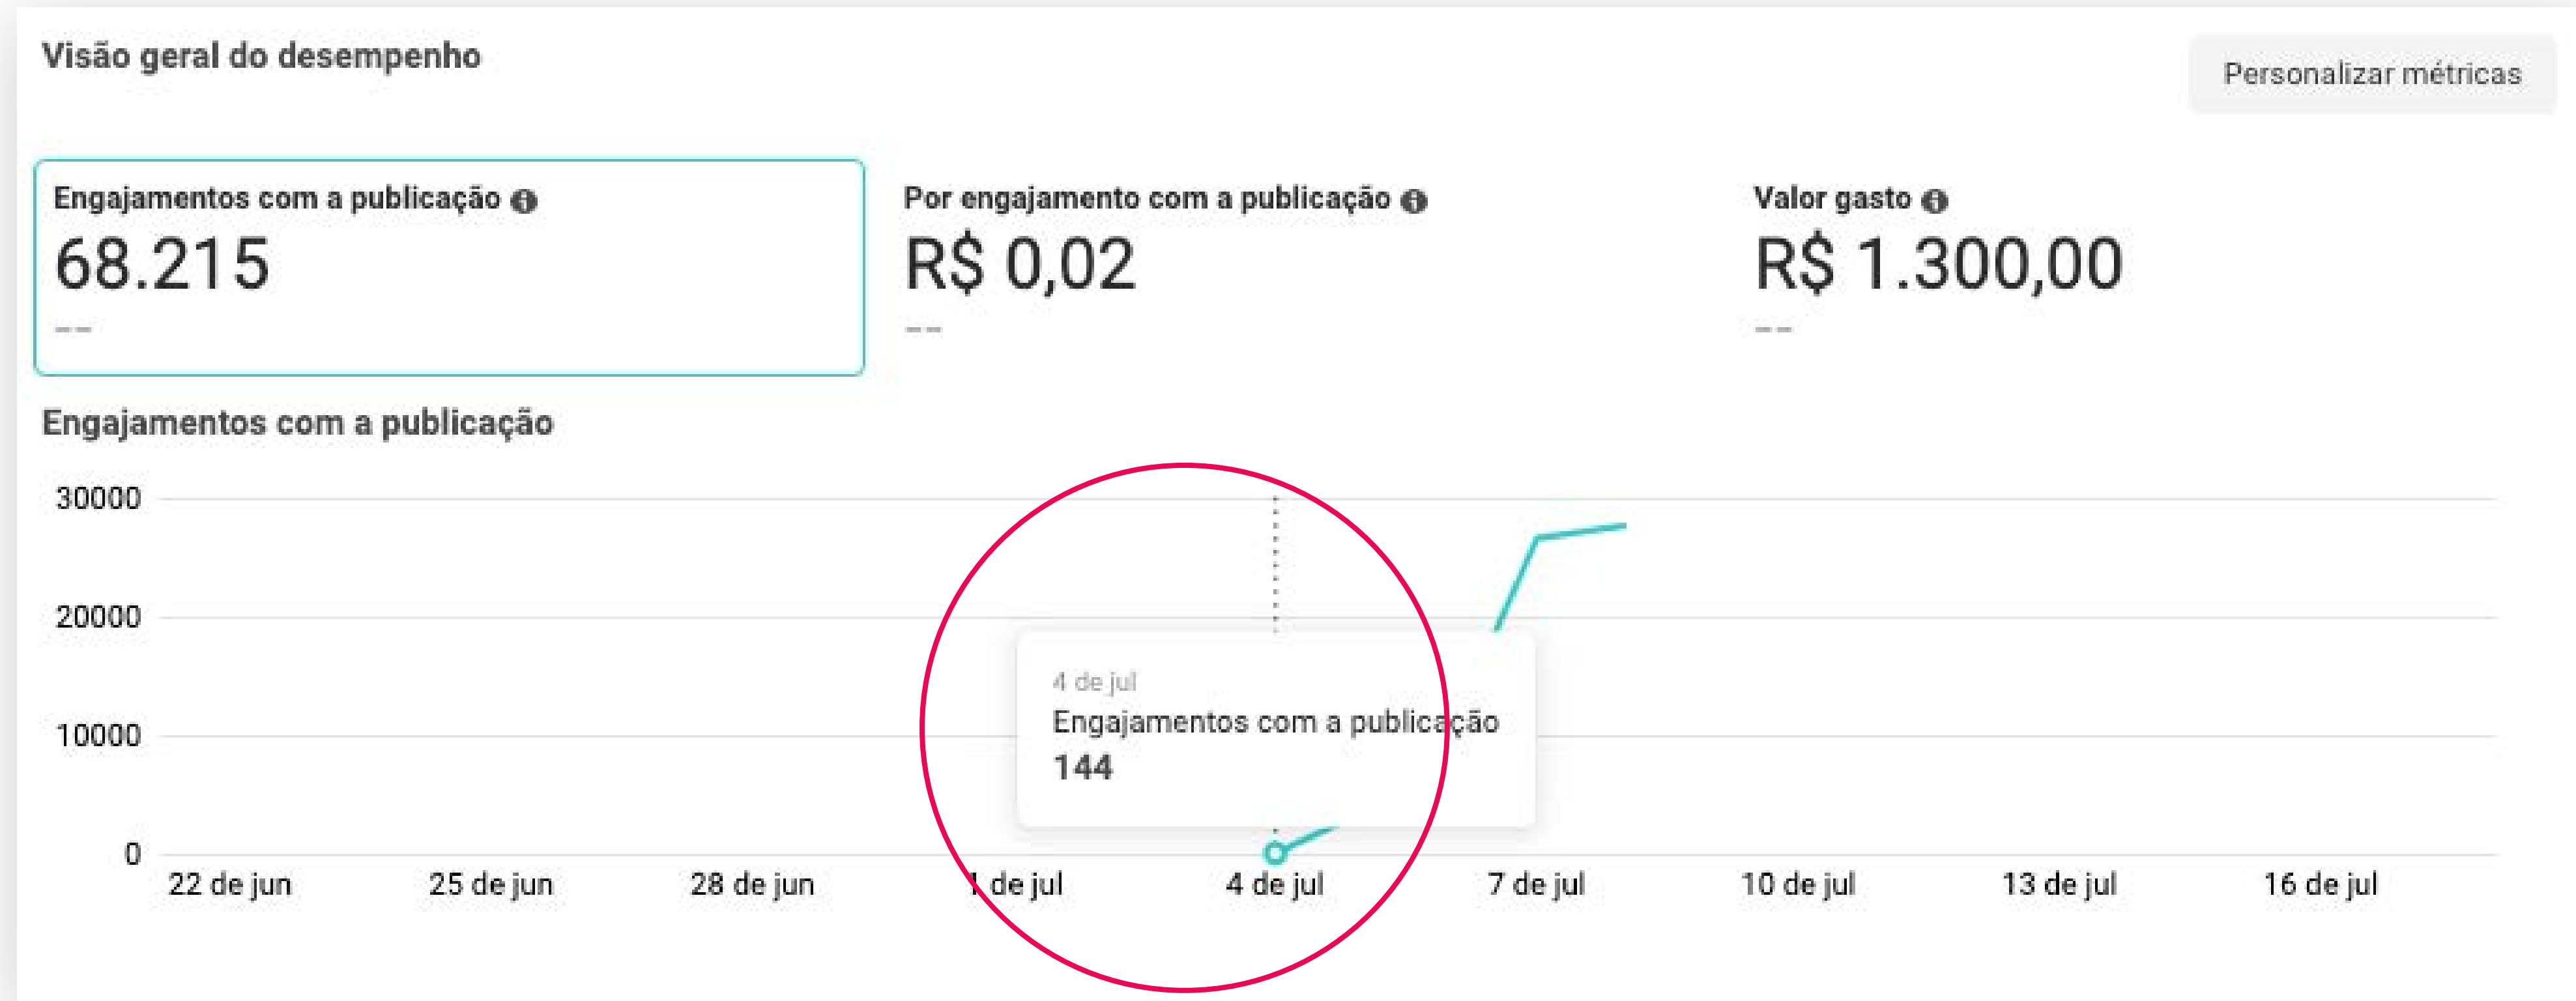 Visão geral do desempenho
Personalizar métricas
Engajamentos com a publicação
68.215
--
Por engajamento com a publicação
R$ 0,02
--
Valor gasto
R$ 1.300,00
--
Engajamentos com a publicação
30000
20000
10000
0
4 de jul
Engajamentos com a publicação
144
22 de jun
25 de jun
28 de jun
1 de jul
4 de jul
7 de jul
10 de jul
13 de jul
16 de jul